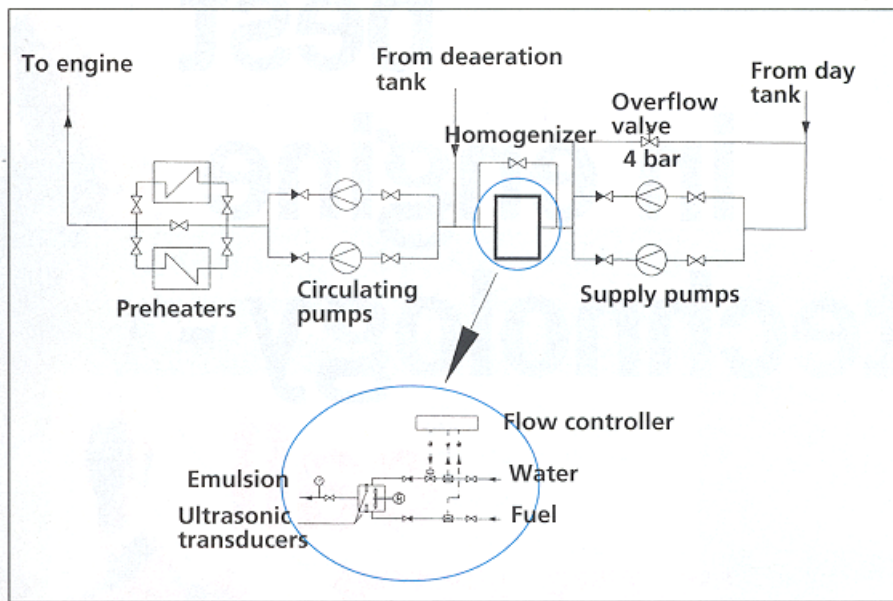 To engine
From deaeration
tank
From day
tank
Overflow
valve
4 bar
Homogenizer
Preheaters
Circulating
pumps
Supply pumps
Flow controller
Emulsion
Water
Ultrasonic
transducers
Fuel